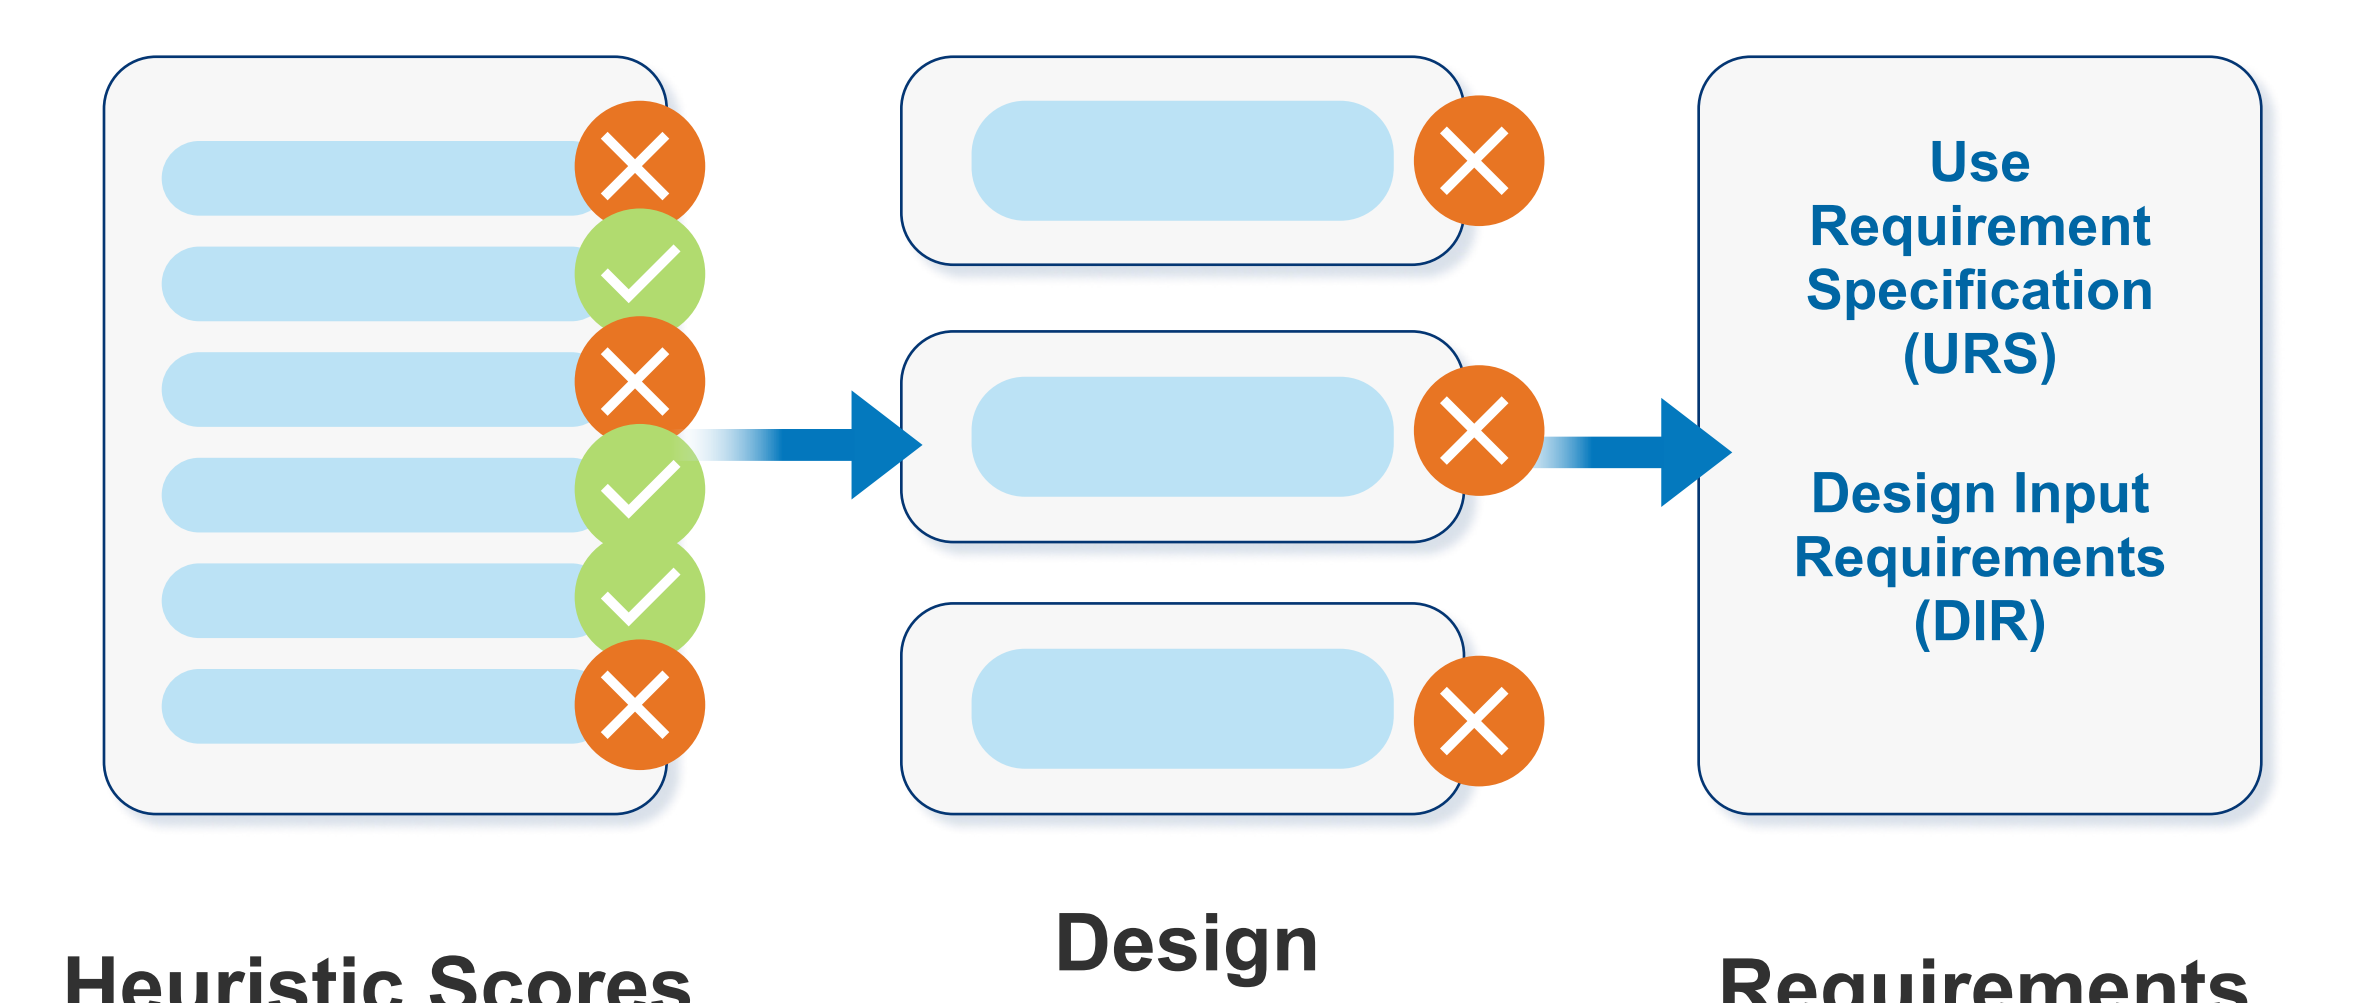 Use
Requirement
Specification
(URS)
Design Input
Requirements
(DIR)
Design
Heuristic Scores
Requirements